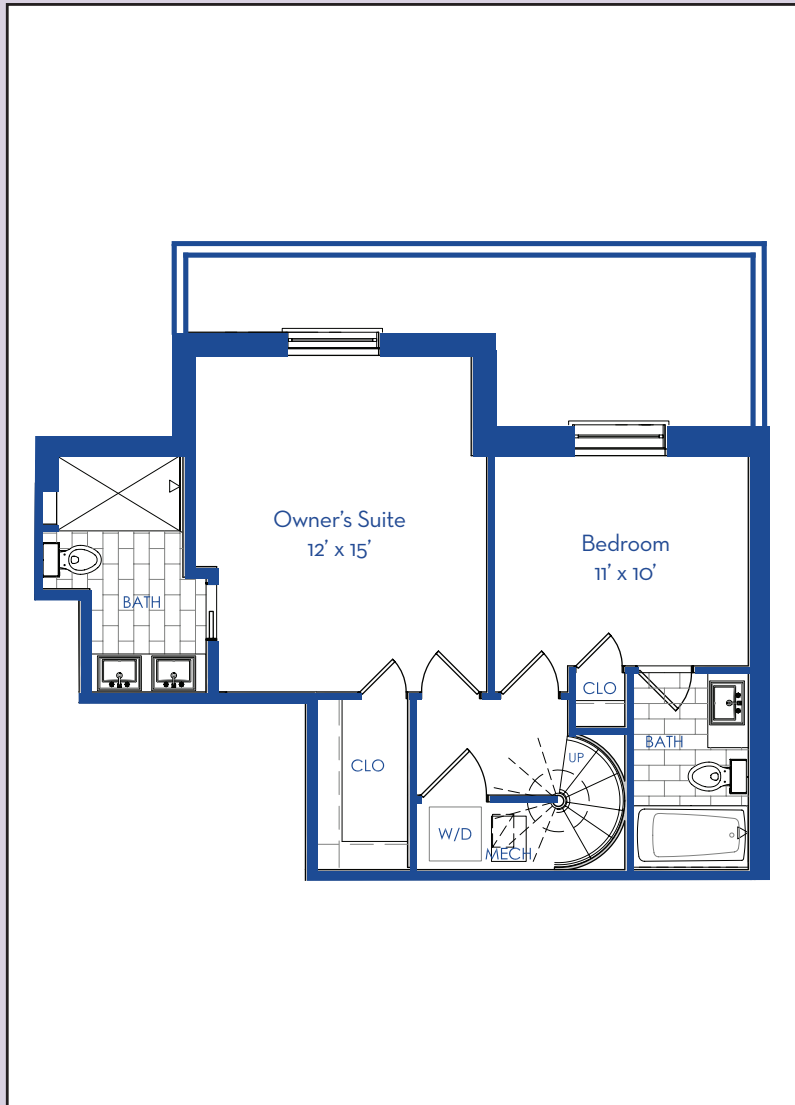 Owner's Suite
12' x 15'
Bedroom
11' x 10'
BATH
CLO
BATH
UP
CLO
W/D
MECH